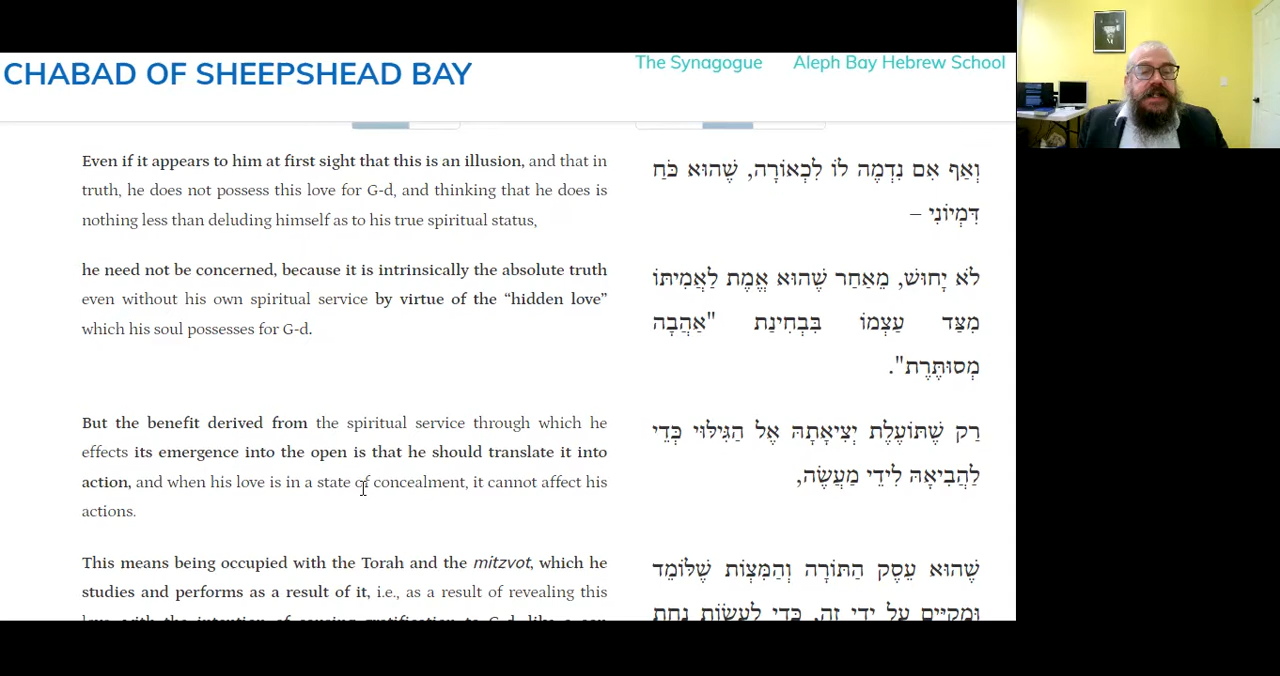 CHABAD OF SHEEPSHEAD BAY
The Synagogue
Aleph Bay Hebrew School
Even if it appears to him at first sight that this is an illusion, and that in
truth, he does not possess this love for G-d, and thinking that he does is
nothing less than deluding himself as to his true spiritual status,
וְאַף אִם נִדְמֶה לוֹ לִכְאוֹרָה, שֶׁהוּא כֹּחַ
דִּמְיוֹנִי –
he need not be concerned, because it is intrinsically the absolute truth
even without his own spiritual service by virtue of the “hidden love”
which his soul possesses for G-d.
לֹא יָחוּשׁ, מֵאַחַר שֶׁהוּא אֱמֶת לַאֲמִיתּוֹ
מִצַּד עַצְמוֹ בִּבְחִינַת "אַהֲבָה
מְסוּתֶּרֶת".
But the benefit derived from the spiritual service through which he
effects its emergence into the open is that he should translate it into
action, and when his love is in a state of concealment, it cannot affect his
actions.
רַק שֶׁתּוֹעֶלֶת יְצִיאָתָהּ אֶל הַגִּילּוּי כְּדֵי
לַהֲבִיאָהּ לִידֵי מַעֲשֶׂה,
This means being occupied with the Torah and the mitzvot, which he
studies and performs as a result of it, i.e., as a result of revealing this
שֶׁהוּא עֵסֶק הַתּוֹרָה וְהַמִּצְוֹת שֶׁלּוֹמֵד
וּמְקַיֵּים עַל יְדֵי זֶה, כְּדֵי לַעֲשׂוֹת נַחַת